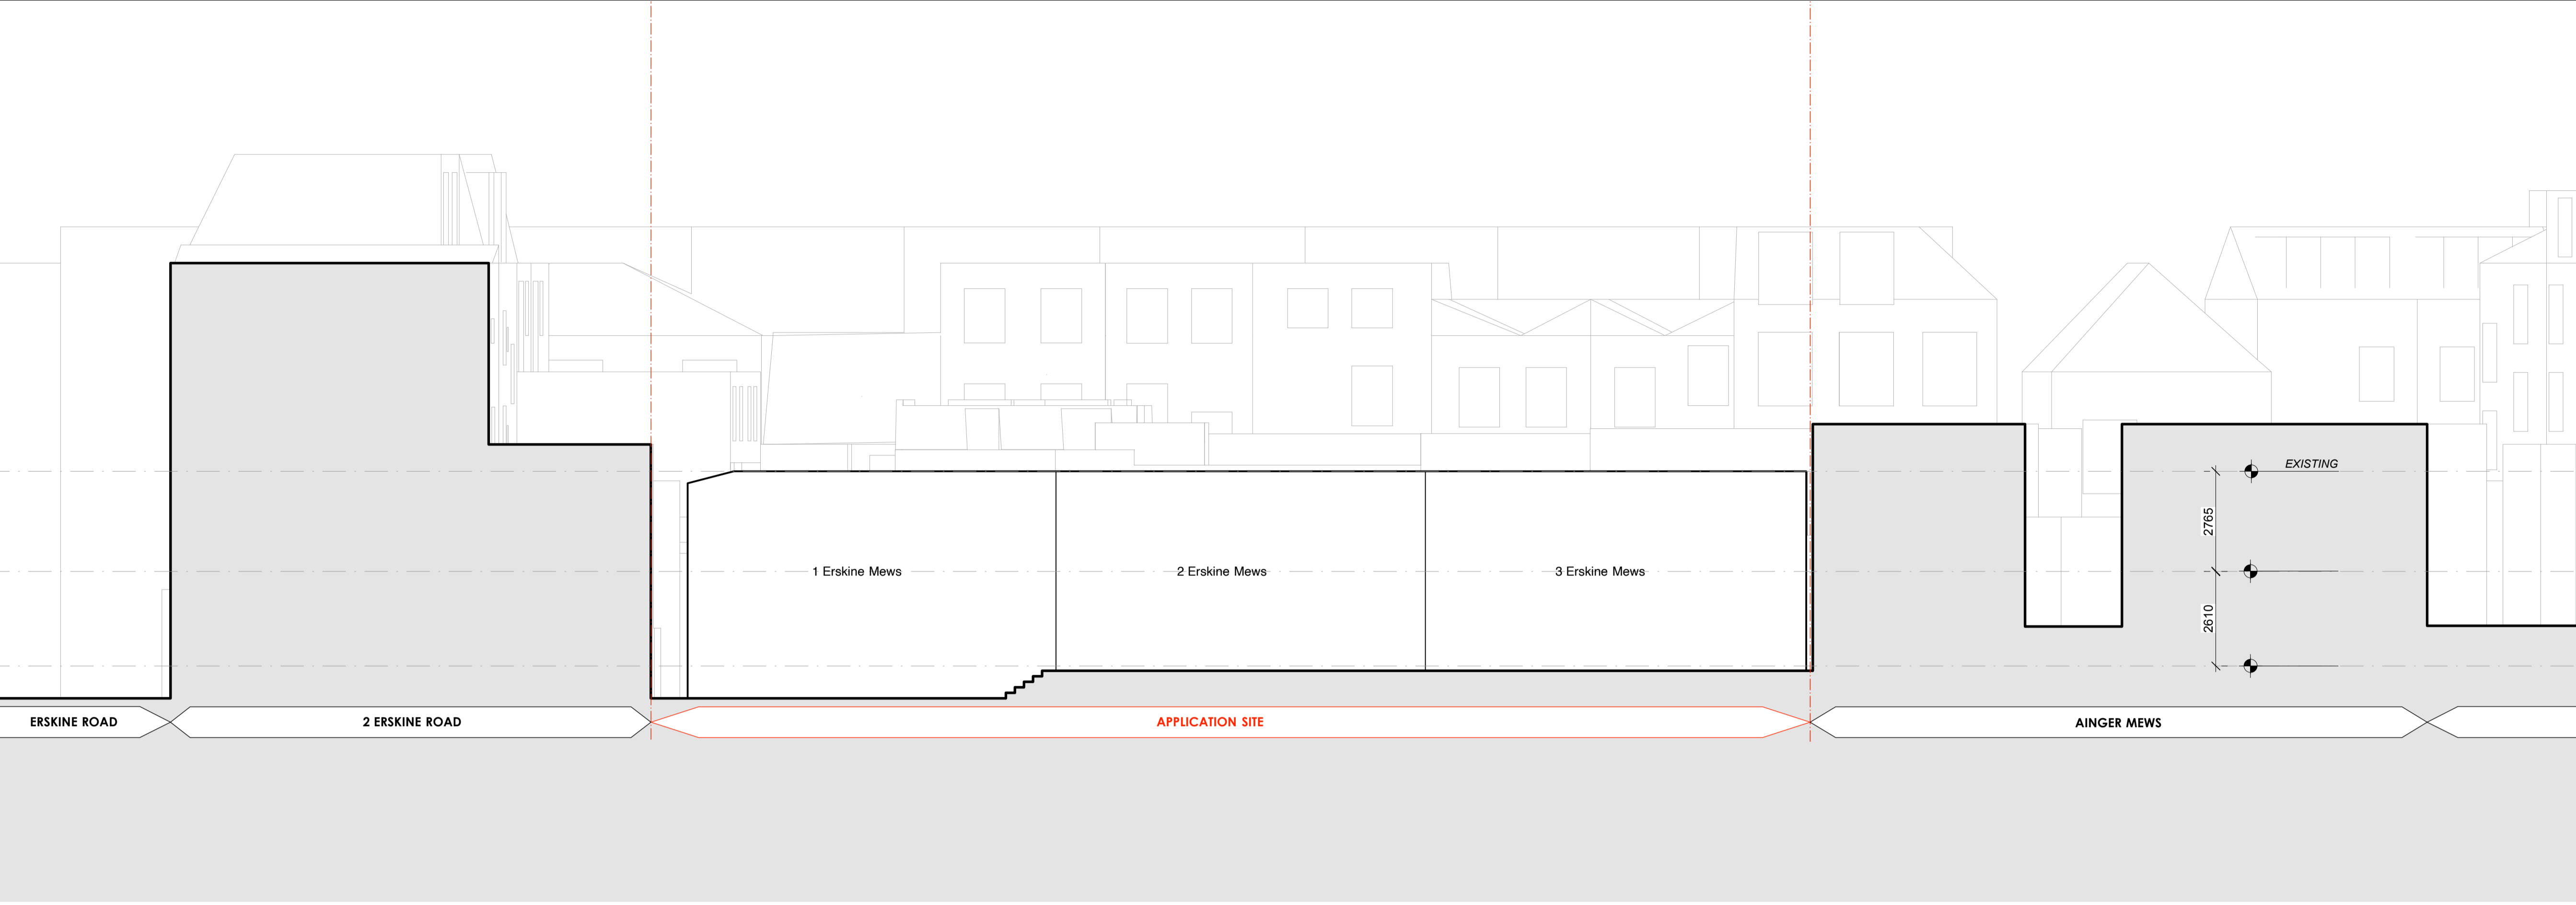 EXISTING
2765
1 Erskine Mews
2 Erskine Mews
3 Erskine Mews
2610
ERSKINE ROAD
2 ERSKINE ROAD
APPLICATION SITE
AINGER MEWS